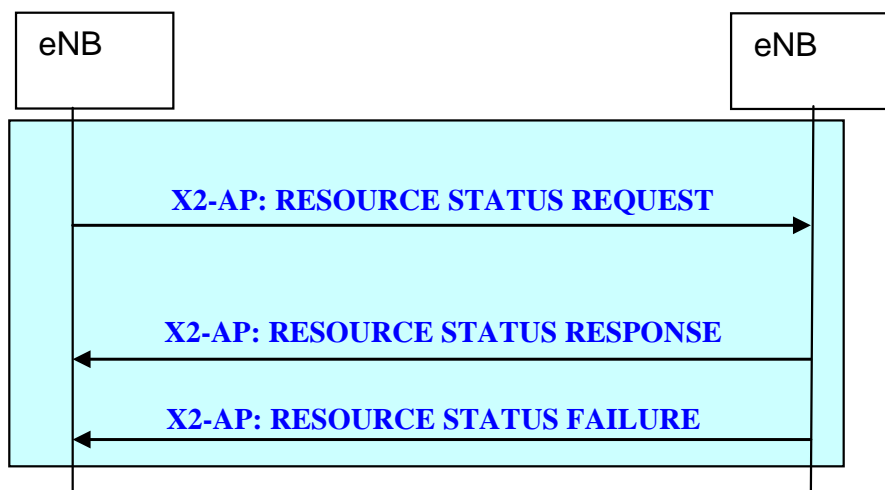 eNB
eNB
X2-AP: RESOURCE STATUS REQUEST
X2-AP: RESOURCE STATUS RESPONSE
X2-AP: RESOURCE STATUS FAILURE